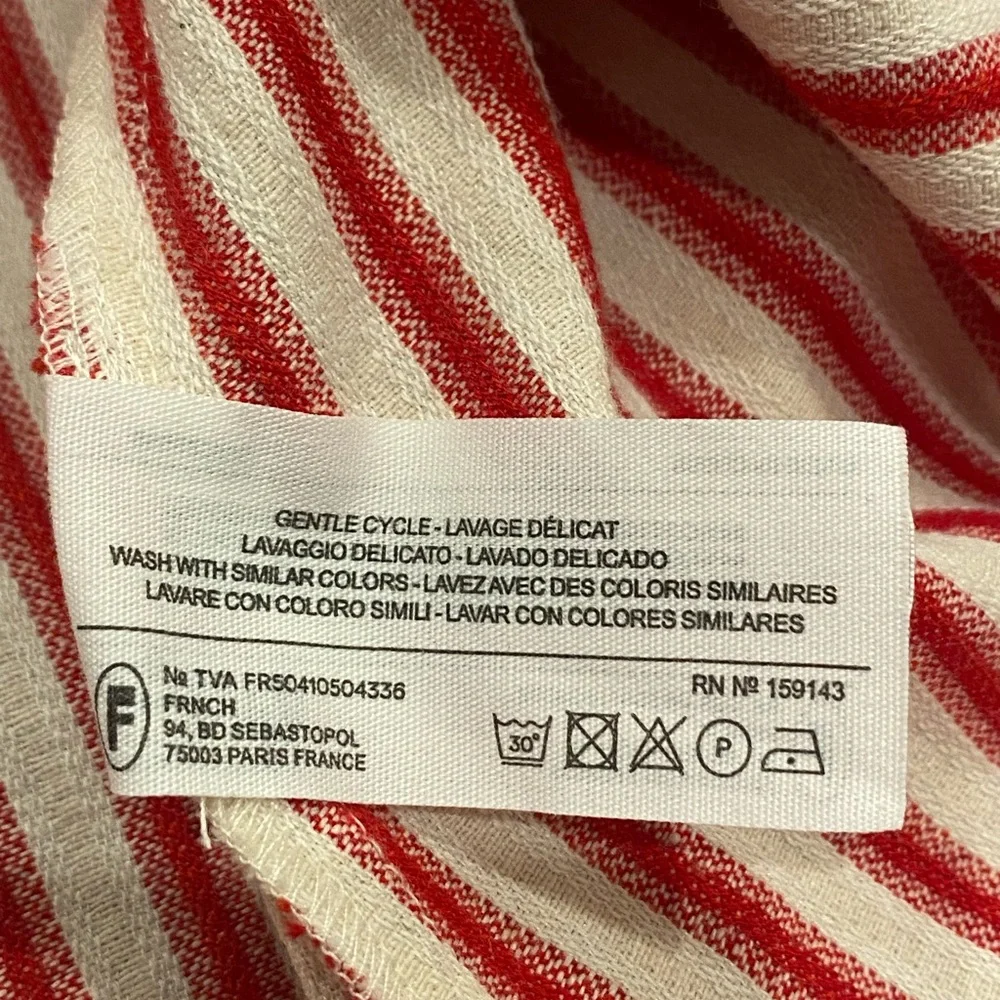 GENTLE CYCLE - LAVAGE DÉLICAT
LAVAGGIO DELICATO - LAVADO DELICADO
WASH WITH SIMILAR COLORS - LAVEZ AVEC DES COLORIS SIMILAIRES
LAVARE CON COLORO SIMILI - LAVAR CON COLORES SIMILARES
F
№ TVA FR50410504336
FRNCH
94, BD SEBASTOPOL
75003 PARIS FRANCE
RN Nº 159143
30°
P